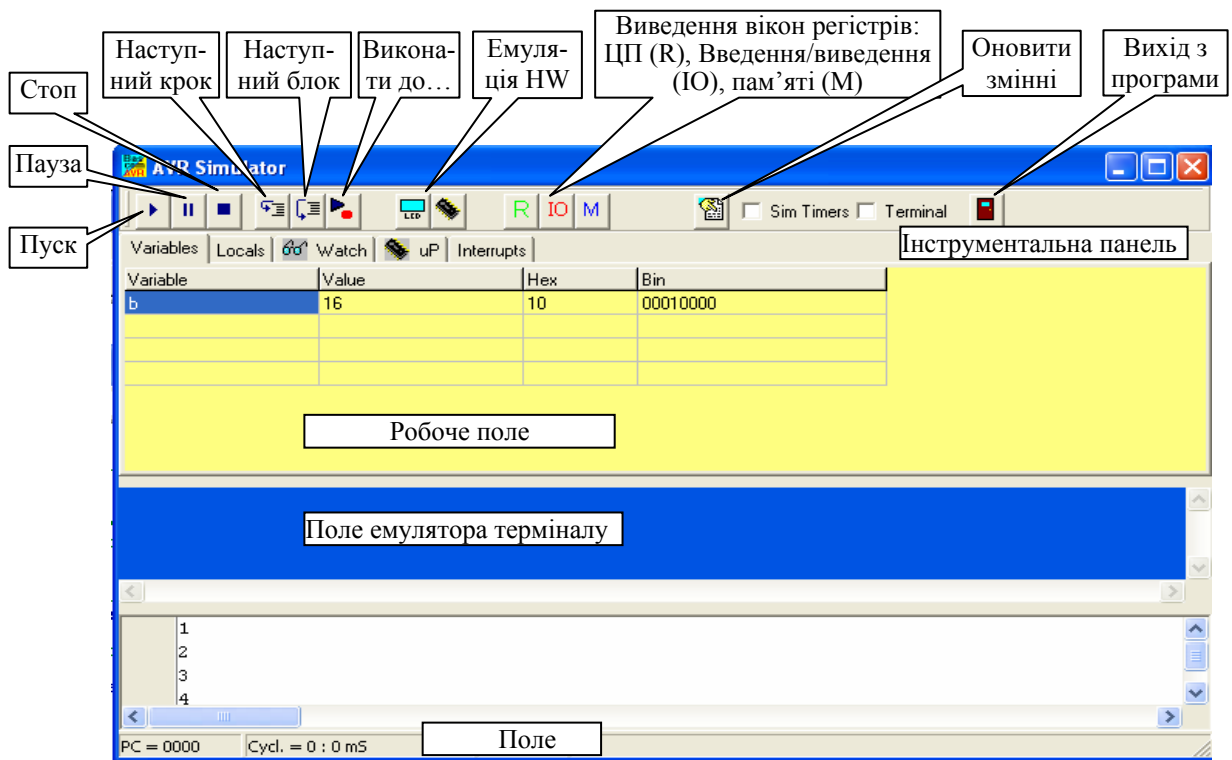 Виведення вікон регістрів:
ЦП (R), Введення/виведення
(IO), пам’яті (M)
Наступ-
ний крок
Наступ-
ний блок
Викона-
ти до…
Емуля-
ція HW
Оновити
змінні
Вихід з
програми
Стоп
Пауза
Пуск
AVR Simulator
LED
R IO M
Sim Timers
Terminal
Інструментальна панель
Variables Locals Watch uP Interrupts
Variable Value Hex Bin
b 16 10 00010000
Робоче поле
Поле емулятора терміналу
1
2
3
4
Поле
PC = 0000 Cycl. = 0 : 0 mS